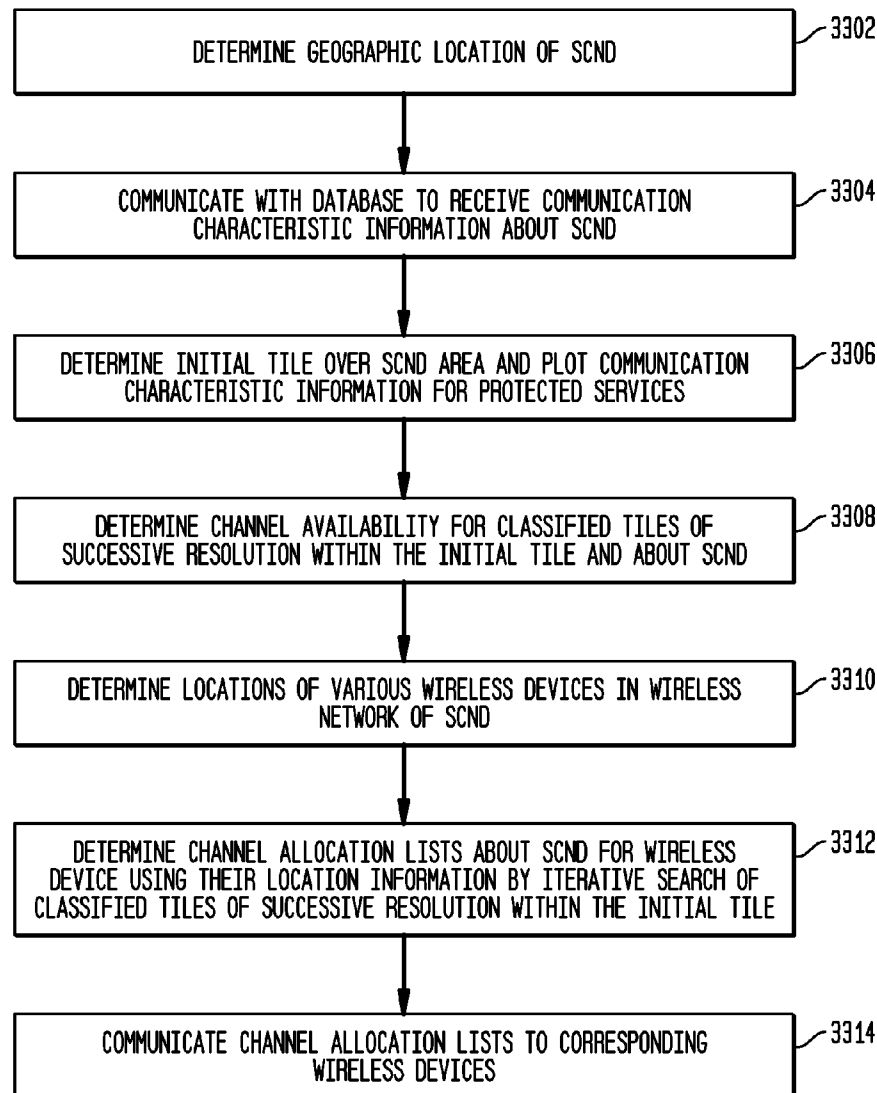 3302
DETERMINE GEOGRAPHIC LOCATION OF SCND
3304
COMMUNICATE WITH DATABASE TO RECEIVE COMMUNICATION
CHARACTERISTIC INFORMATION ABOUT SCND
3306
DETERMINE INITIAL TILE OVER SCND AREA AND PLOT COMMUNICATION
CHARACTERISTIC INFORMATION FOR PROTECTED SERVICES
3308
DETERMINE CHANNEL AVAILABILITY FOR CLASSIFIED TILES OF
SUCCESSIVE RESOLUTION WITHIN THE INITIAL TILE AND ABOUT SCND
3310
DETERMINE LOCATIONS OF VARIOUS WIRELESS DEVICES IN WIRELESS
NETWORK OF SCND
3312
DETERMINE CHANNEL ALLOCATION LISTS ABOUT SCND FOR WIRELESS
DEVICE USING THEIR LOCATION INFORMATION BY ITERATIVE SEARCH OF
CLASSIFIED TILES OF SUCCESSIVE RESOLUTION WITHIN THE INITIAL TILE
3314
COMMUNICATE CHANNEL ALLOCATION LISTS TO CORRESPONDING
WIRELESS DEVICES